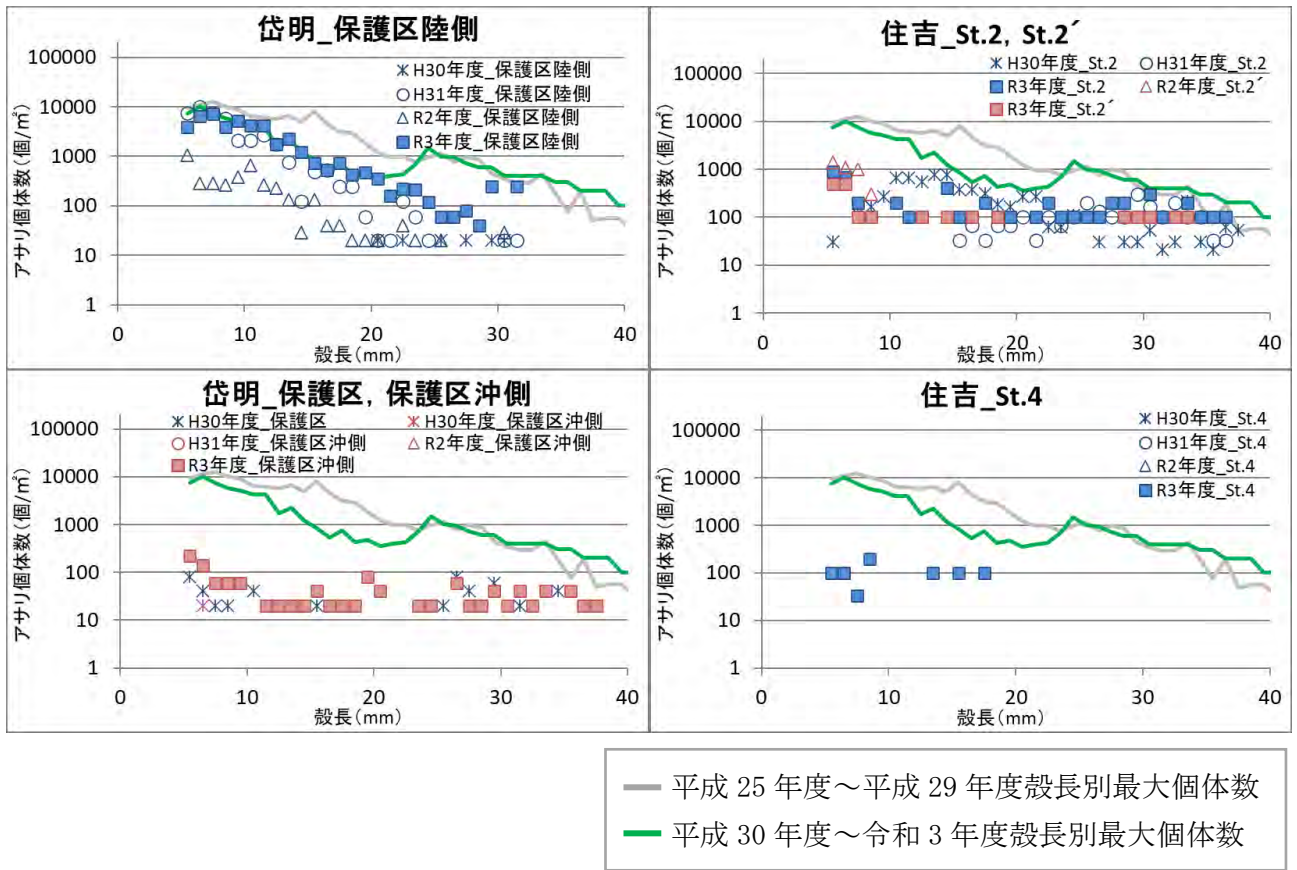 岱明_保護区陸側
アサリ個体数(個/㎡)
100000
10000
1000
100
10
1
H30年度_保護区陸側
H31年度_保護区陸側
R2年度_保護区陸側
R3年度_保護区陸側
0 10 20 30 40
殻長(mm)
住吉_St.2, St.2´
アサリ個体数(個/㎡)
100000
10000
1000
100
10
1
H30年度_St.2 H31年度_St.2
R3年度_St.2 R2年度_St.2´
R3年度_St.2´
0 10 20 30 40
殻長(mm)
岱明_保護区, 保護区沖側
アサリ個体数(個/㎡)
100000
10000
1000
100
10
1
H30年度_保護区 H30年度_保護区沖側
H31年度_保護区沖側 R2年度_保護区沖側
R3年度_保護区沖側
0 10 20 30 40
殻長(mm)
住吉_St.4
アサリ個体数(個/㎡)
100000
10000
1000
100
10
1
H30年度_St.4
H31年度_St.4
R2年度_St.4
R3年度_St.4
0 10 20 30 40
殻長(mm)
平成 25 年度～平成 29 年度殻長別最大個体数
平成 30 年度～令和 3 年度殻長別最大個体数